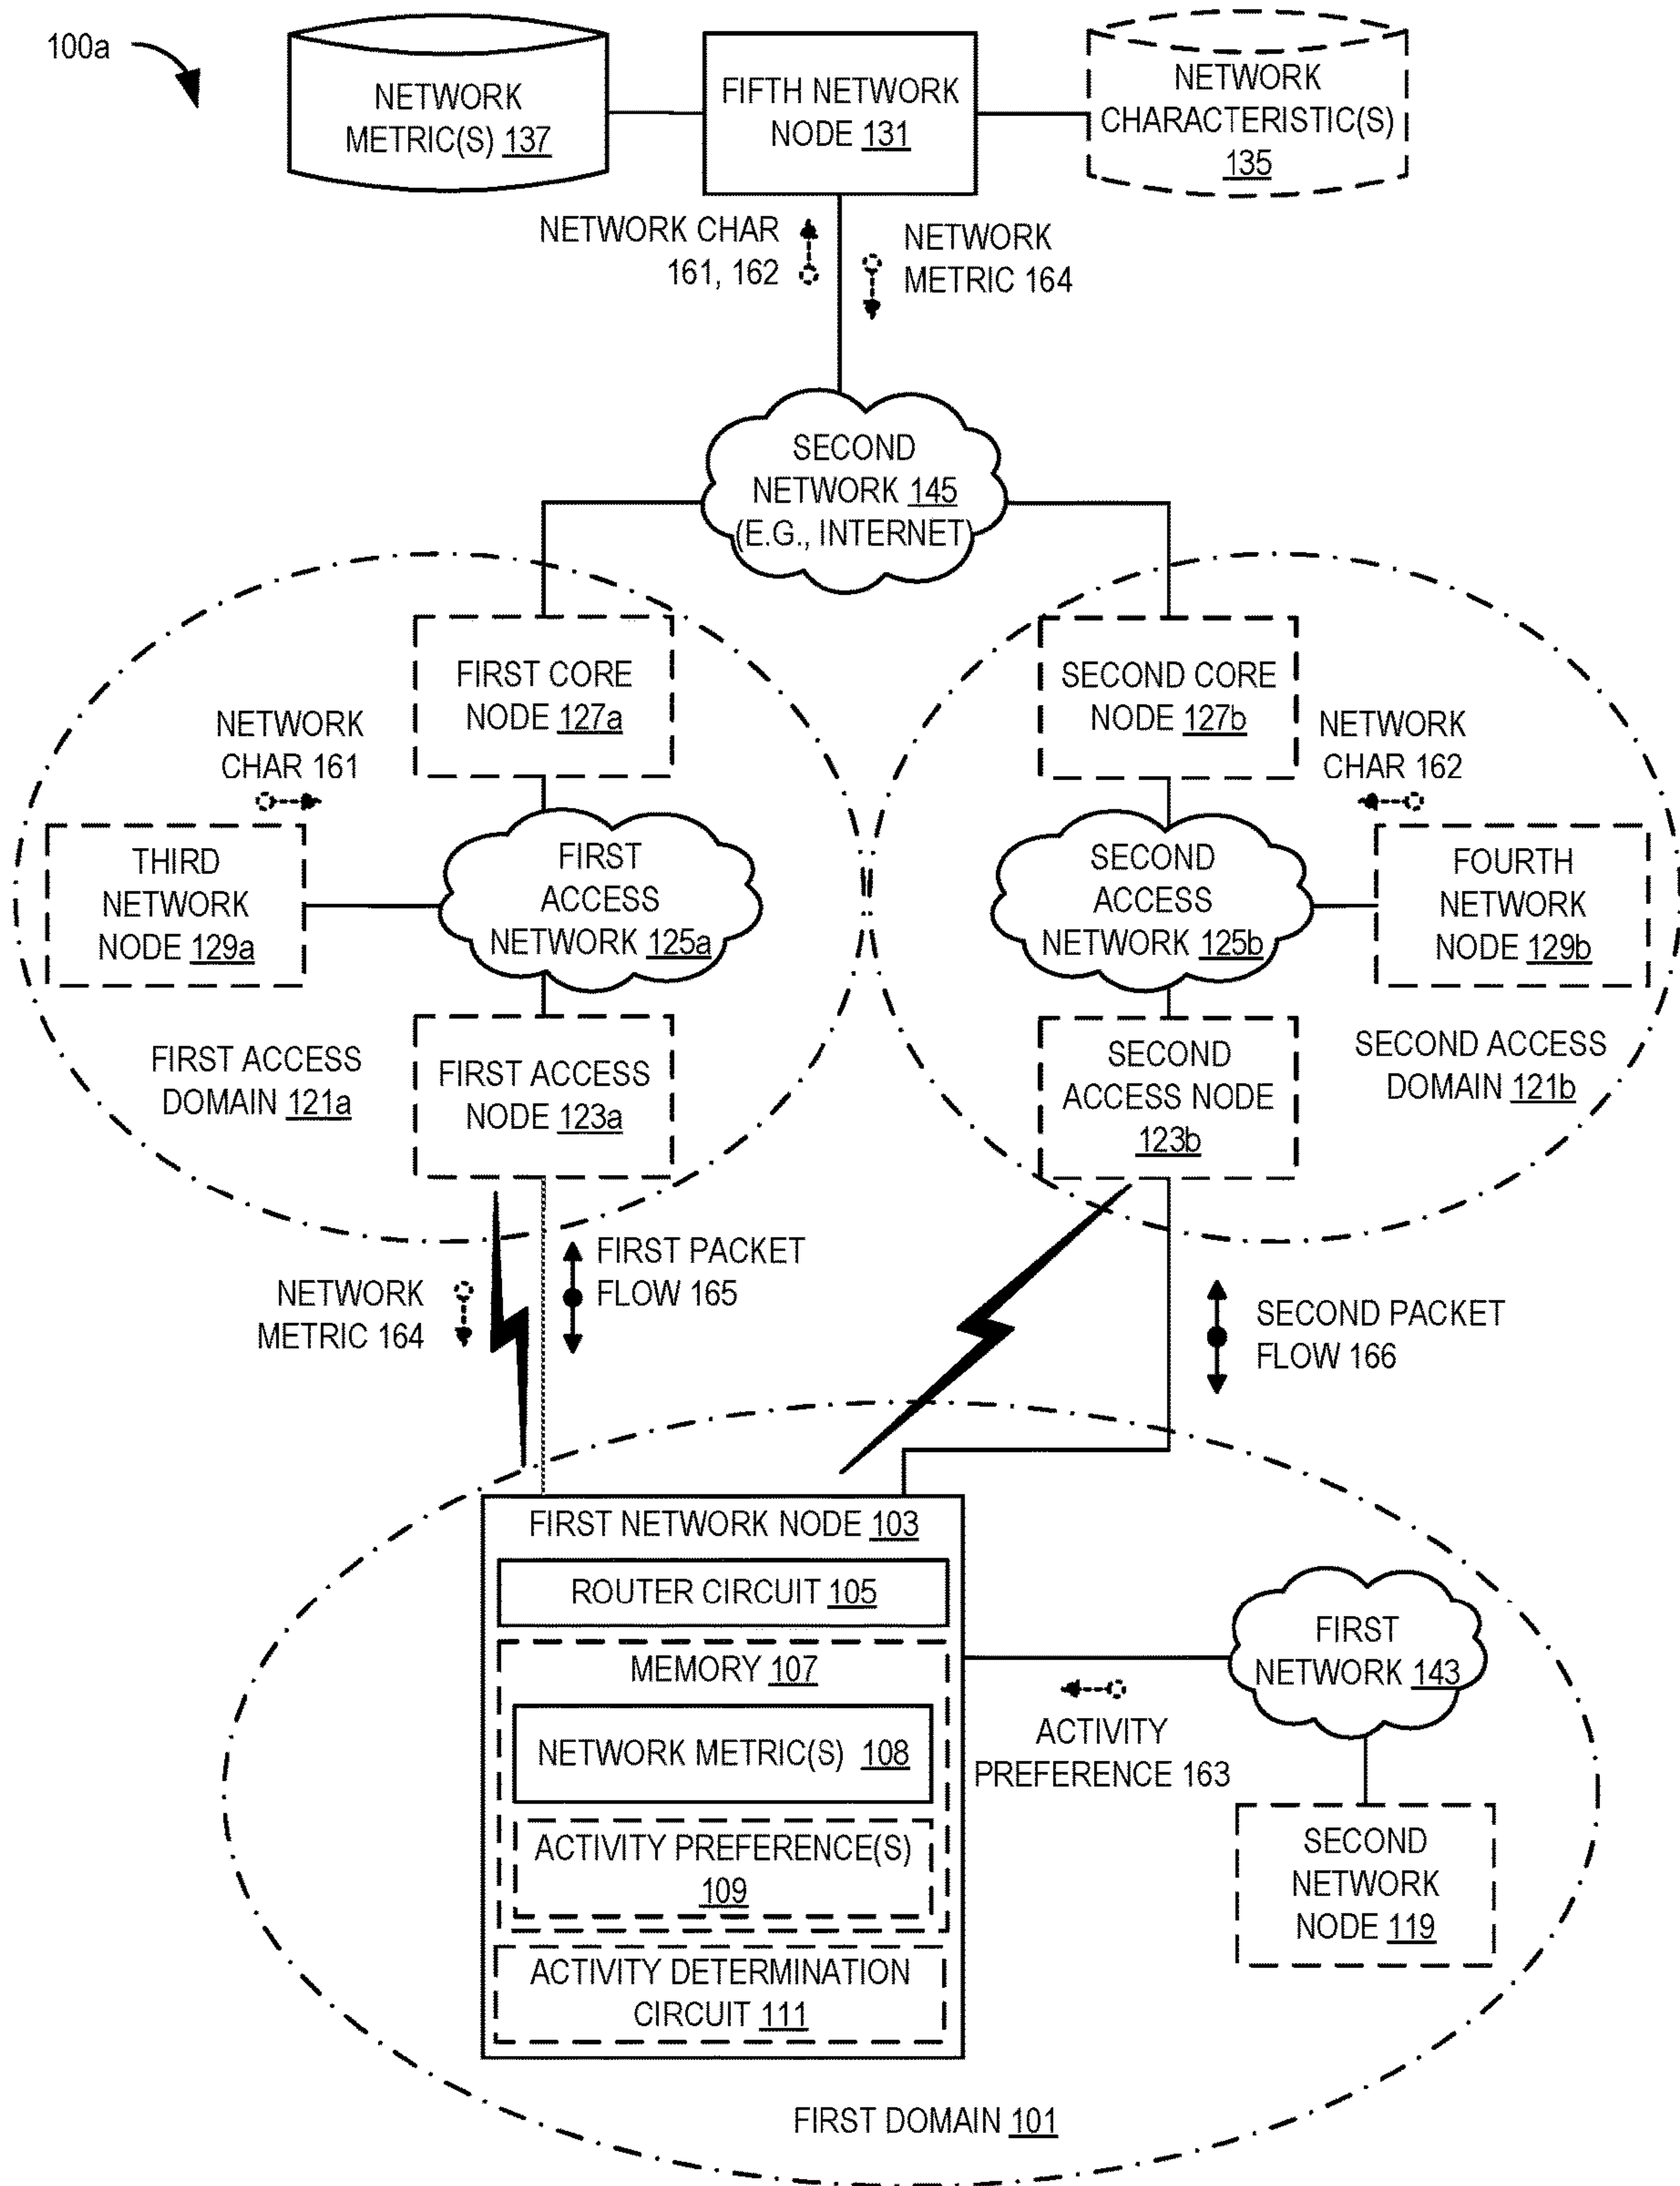 100a
NETWORK
METRIC(S) 137
FIFTH NETWORK
NODE 131
NETWORK
CHARACTERISTIC(S)
135
NETWORK CHAR
161, 162
NETWORK
METRIC 164
SECOND
NETWORK 145
(E.G., INTERNET)
FIRST CORE
NODE 127a
SECOND CORE
NODE 127b
NETWORK
CHAR 161
NETWORK
CHAR 162
THIRD
NETWORK
NODE 129a
FIRST
ACCESS
NETWORK 125a
SECOND
ACCESS
NETWORK 125b
FOURTH
NETWORK
NODE 129b
FIRST ACCESS
DOMAIN 121a
FIRST ACCESS
NODE 123a
SECOND
ACCESS NODE
123b
SECOND ACCESS
DOMAIN 121b
NETWORK
METRIC 164
FIRST PACKET
FLOW 165
SECOND PACKET
FLOW 166
FIRST NETWORK NODE 103
ROUTER CIRCUIT 105
MEMORY 107
NETWORK METRIC(S) 108
ACTIVITY PREFERENCE(S)
109
ACTIVITY DETERMINATION
CIRCUIT 111
FIRST
NETWORK 143
ACTIVITY
PREFERENCE 163
SECOND
NETWORK
NODE 119
FIRST DOMAIN 101